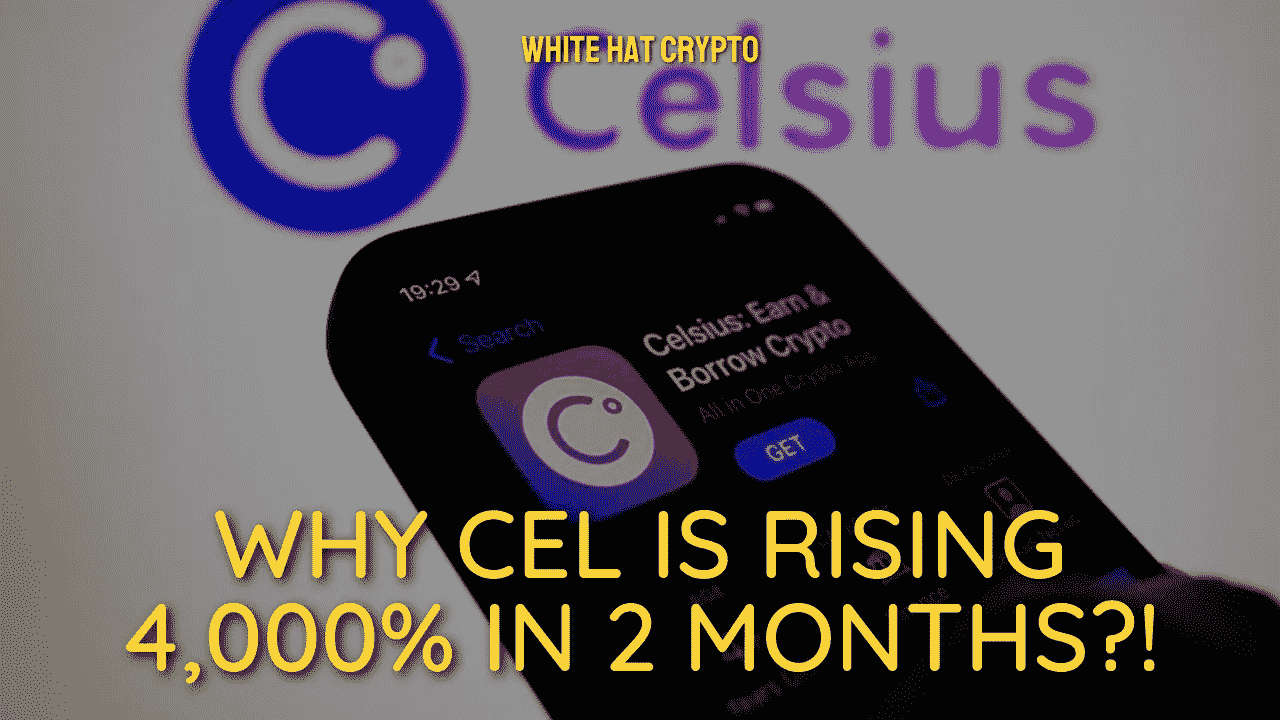 WHITE HAT CRYPTO
Celsius
19:29
Search
Celsius: Earn &
Borrow Crypto
All in One Crypto App
GET
WHY CEL IS RISING
4,000% IN 2 MONTHS?!